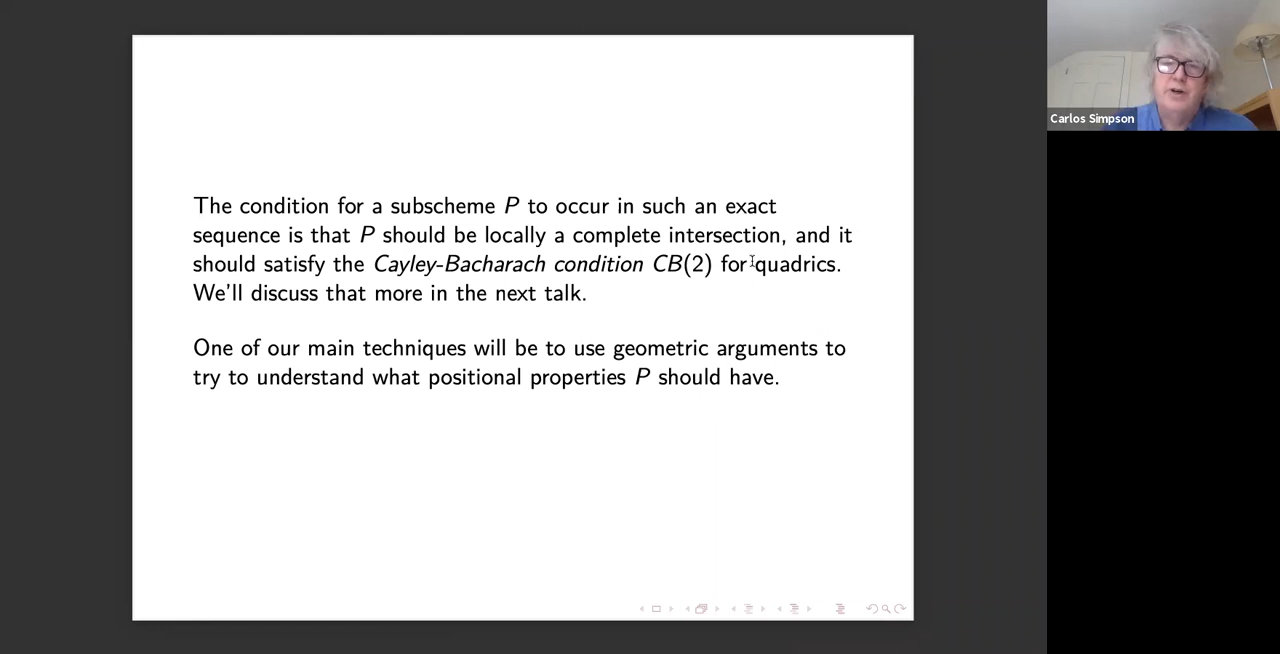 The condition for a subscheme P to occur in such an exact
sequence is that P should be locally a complete intersection, and it
should satisfy the Cayley-Bacharach condition CB(2) for quadrics.
We'll discuss that more in the next talk.
One of our main techniques will be to use geometric arguments to
try to understand what positional properties P should have.
Carlos Simpson